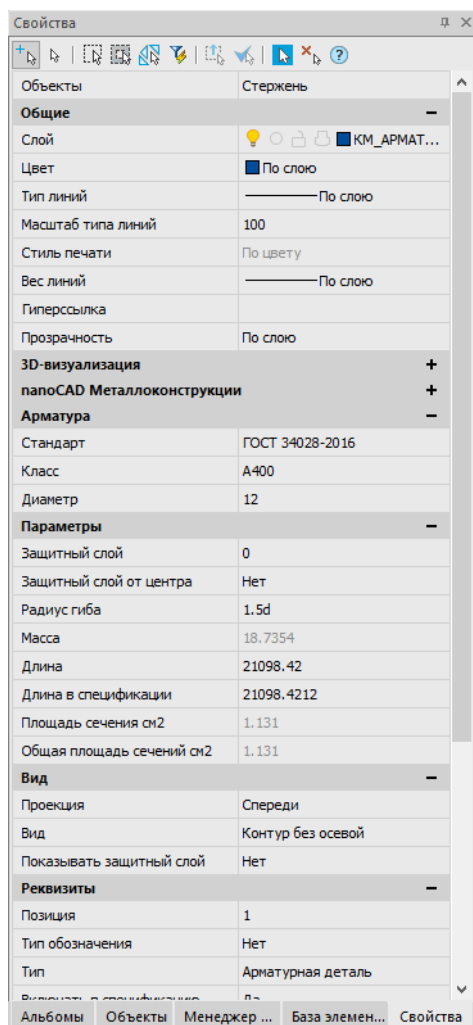 Свойства
Объекты Стержень
Общие
Слой КМ_АРМАТ...
Цвет По слою
Тип линий По слою
Масштаб типа линий 100
Стиль печати По цвету
Вес линий По слою
Гиперссылка
Прозрачность По слою
3D-визуализация
nanoCAD Металлоконструкции
Арматура
Стандарт ГОСТ 34028-2016
Класс А400
Диаметр 12
Параметры
Защитный слой 0
Защитный слой от центра Нет
Радиус гиба 1.5d
Масса 18.7354
Длина 21098.42
Длина в спецификации 21098.4212
Площадь сечения см2 1.131
Общая площадь сечений см2 1.131
Вид
Проекция Спереди
Вид Контур без осевой
Показывать защитный слой Нет
Реквизиты
Позиция 1
Тип обозначения Нет
Тип Арматурная деталь
Включать в спецификацию Да
Альбомы Объекты Менеджер ... База элемен... Свойства